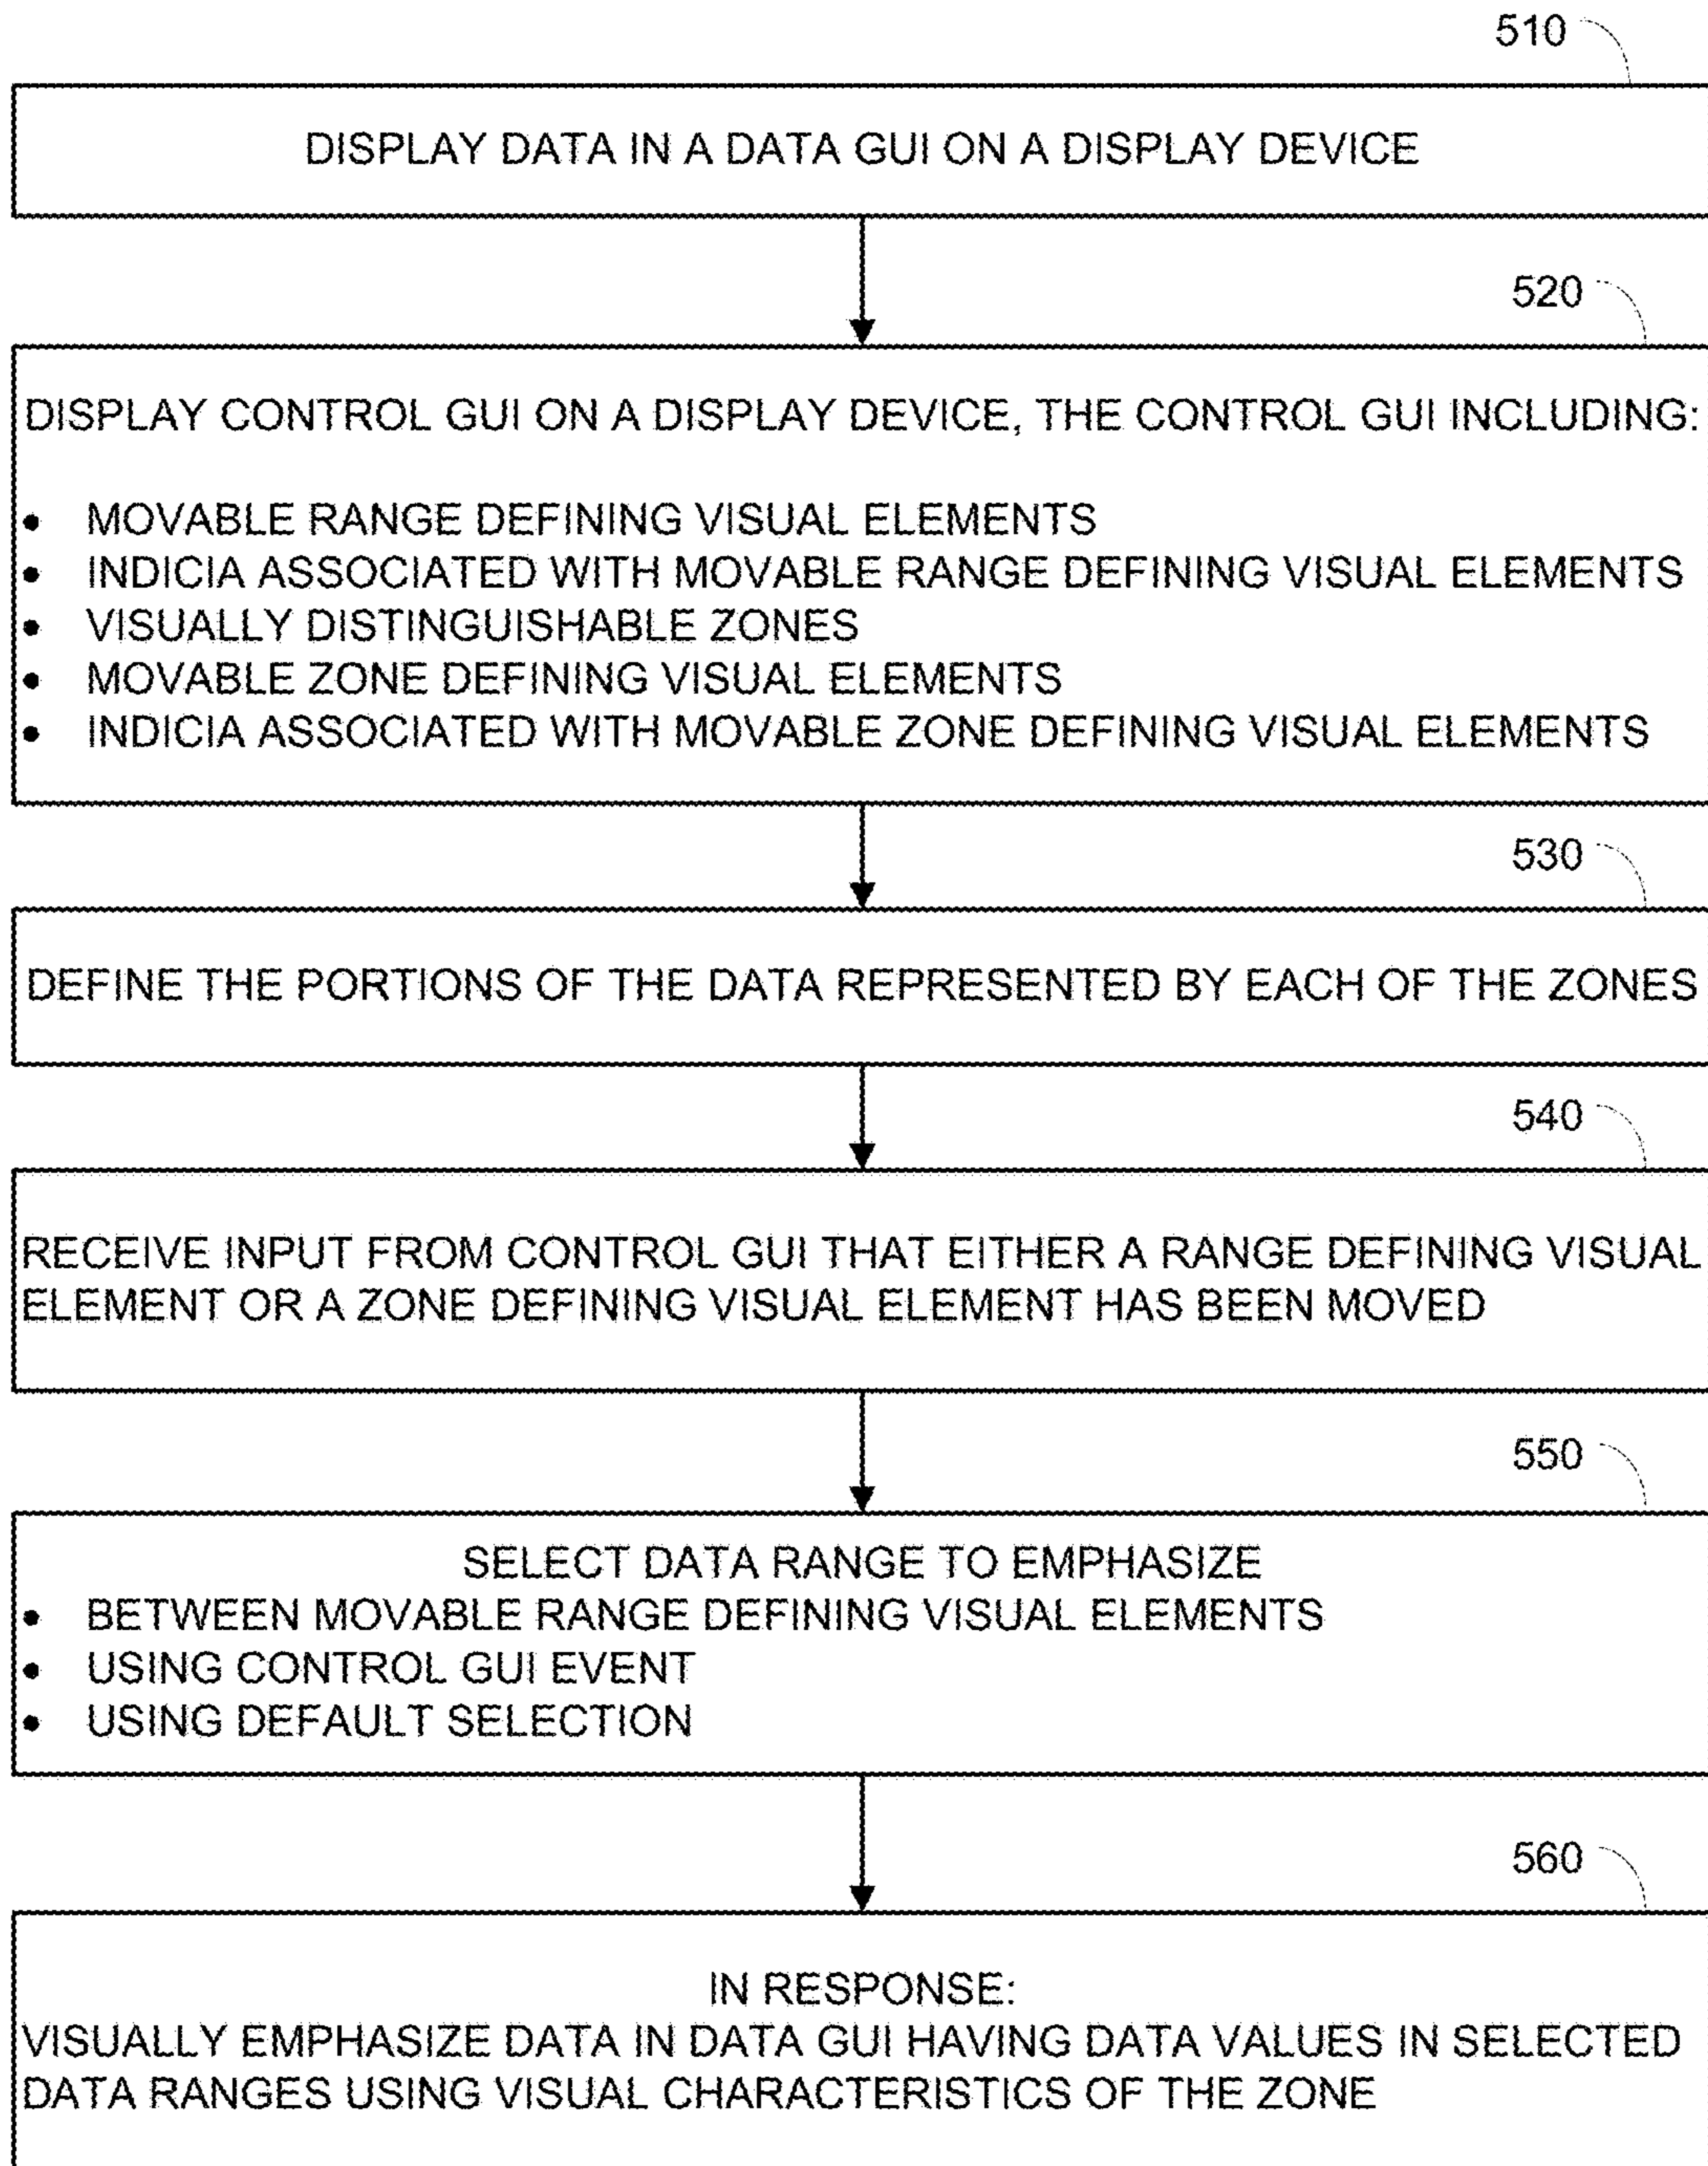 510
DISPLAY DATA IN A DATA GUI ON A DISPLAY DEVICE
520
DISPLAY CONTROL GUI ON A DISPLAY DEVICE, THE CONTROL GUI INCLUDING:
• MOVABLE RANGE DEFINING VISUAL ELEMENTS
• INDICIA ASSOCIATED WITH MOVABLE RANGE DEFINING VISUAL ELEMENTS
• VISUALLY DISTINGUISHABLE ZONES
• MOVABLE ZONE DEFINING VISUAL ELEMENTS
• INDICIA ASSOCIATED WITH MOVABLE ZONE DEFINING VISUAL ELEMENTS
530
DEFINE THE PORTIONS OF THE DATA REPRESENTED BY EACH OF THE ZONES
540
RECEIVE INPUT FROM CONTROL GUI THAT EITHER A RANGE DEFINING VISUAL
ELEMENT OR A ZONE DEFINING VISUAL ELEMENT HAS BEEN MOVED
550
SELECT DATA RANGE TO EMPHASIZE
• BETWEEN MOVABLE RANGE DEFINING VISUAL ELEMENTS
• USING CONTROL GUI EVENT
• USING DEFAULT SELECTION
560
IN RESPONSE:
VISUALLY EMPHASIZE DATA IN DATA GUI HAVING DATA VALUES IN SELECTED
DATA RANGES USING VISUAL CHARACTERISTICS OF THE ZONE